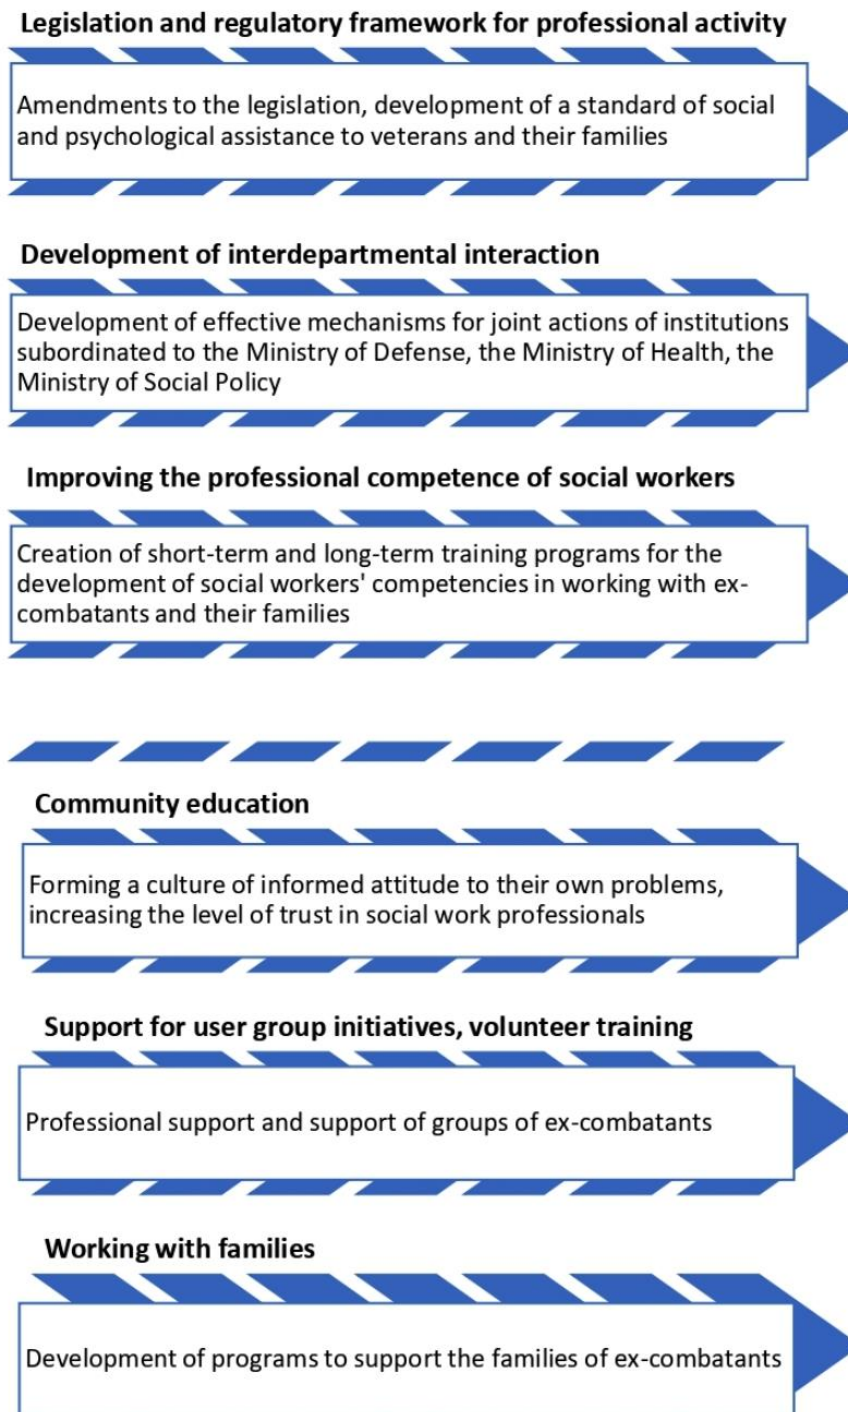 Legislation and regulatory framework for professional activity
Amendments to the legislation, development of a standard of social
and psychological assistance to veterans and their families
Development of interdepartmental interaction
Development of effective mechanisms for joint actions of institutions
subordinated to the Ministry of Defense, the Ministry of Health, the
Ministry of Social Policy
Improving the professional competence of social workers
Creation of short-term and long-term training programs for the
development of social workers' competencies in working with ex-
combatants and their families
Community education
Forming a culture of informed attitude to their own problems,
increasing the level of trust in social work professionals
Support for user group initiatives, volunteer training
Professional support and support of groups of ex-combatants
Working with families
Development of programs to support the families of ex-combatants